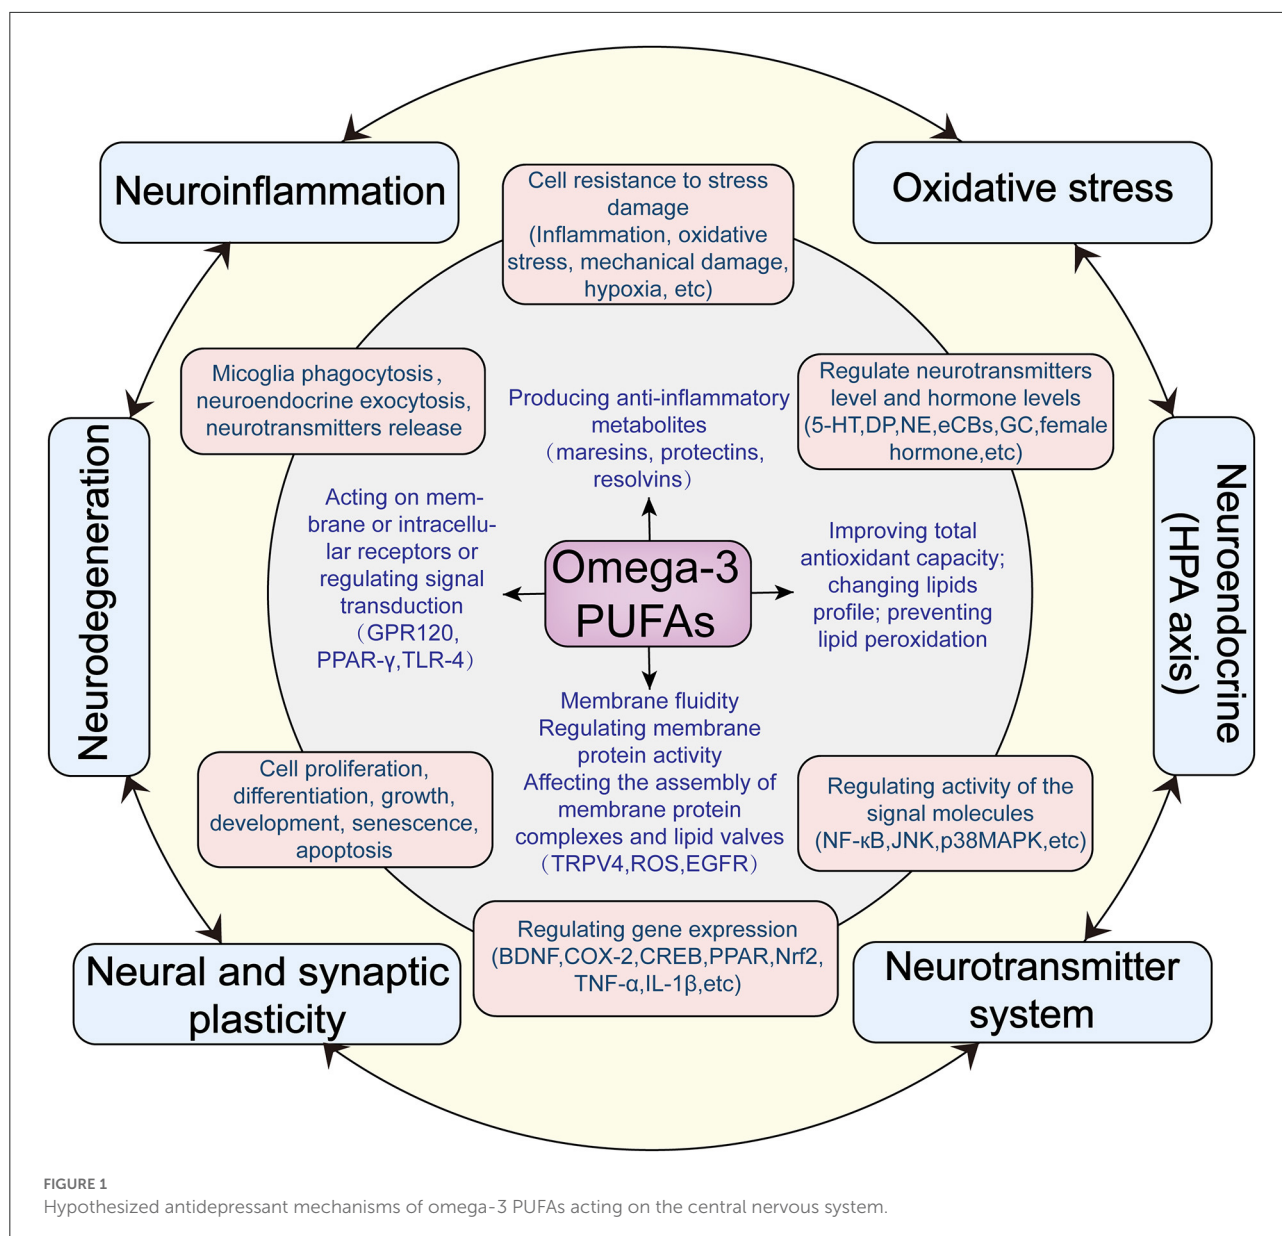 Neuroinflammation
Oxidative stress
Cell resistance to stress
damage
(Inflammation, oxidative
stress, mechanical damage,
hypoxia, etc)
Micoglia phagocytosis,
neuroendocrine exocytosis,
neurotransmitters release
Regulate neurotransmitters
level and hormone levels
(5-HT,DP,NE,eCBs,GC,female
hormone,etc)
Producing anti-inflammatory
metabolites
（maresins, protectins,
resolvins）
Neurodegeneration
Acting on mem-
brane or intracellu-
lar receptors or
regulating signal
transduction
（GPR120,
PPAR-γ,TLR-4）
Omega-3
PUFAs
Improving total
antioxidant capacity;
changing lipids
profile; preventing
lipid peroxidation
Neuroendocrine
(HPA axis)
Membrane fluidity
Regulating membrane
protein activity
Affecting the assembly of
membrane protein
complexes and lipid valves
（TRPV4,ROS,EGFR）
Cell proliferation,
differentiation, growth,
development, senescence,
apoptosis
Regulating activity of the
signal molecules
(NF-κB,JNK,p38MAPK,etc)
Regulating gene expression
(BDNF,COX-2,CREB,PPAR,Nrf2,
TNF-α,IL-1β,etc)
Neural and synaptic
plasticity
Neurotransmitter
system
FIGURE 1
Hypothesized antidepressant mechanisms of omega-3 PUFAs acting on the central nervous system.